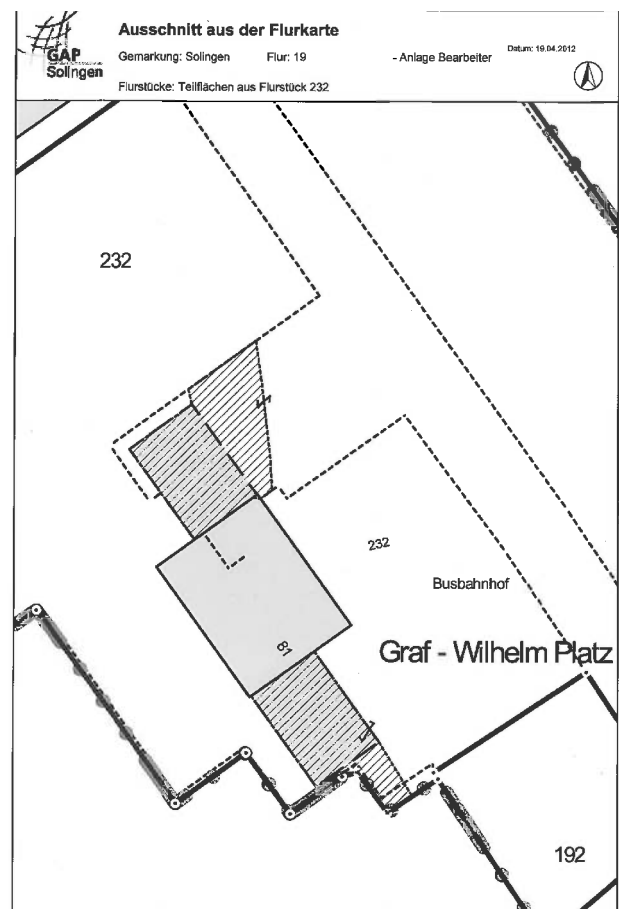 Ausschnitt aus der Flurkarte
GAP
Solingen
Gemarkung: Solingen Flur: 19 - Anlage Bearbeiter Datum: 19.04.2012
Flurstücke: Teilflächen aus Flurstück 232
232
232
Busbahnhof
Graf - Wilhelm Platz
81
192